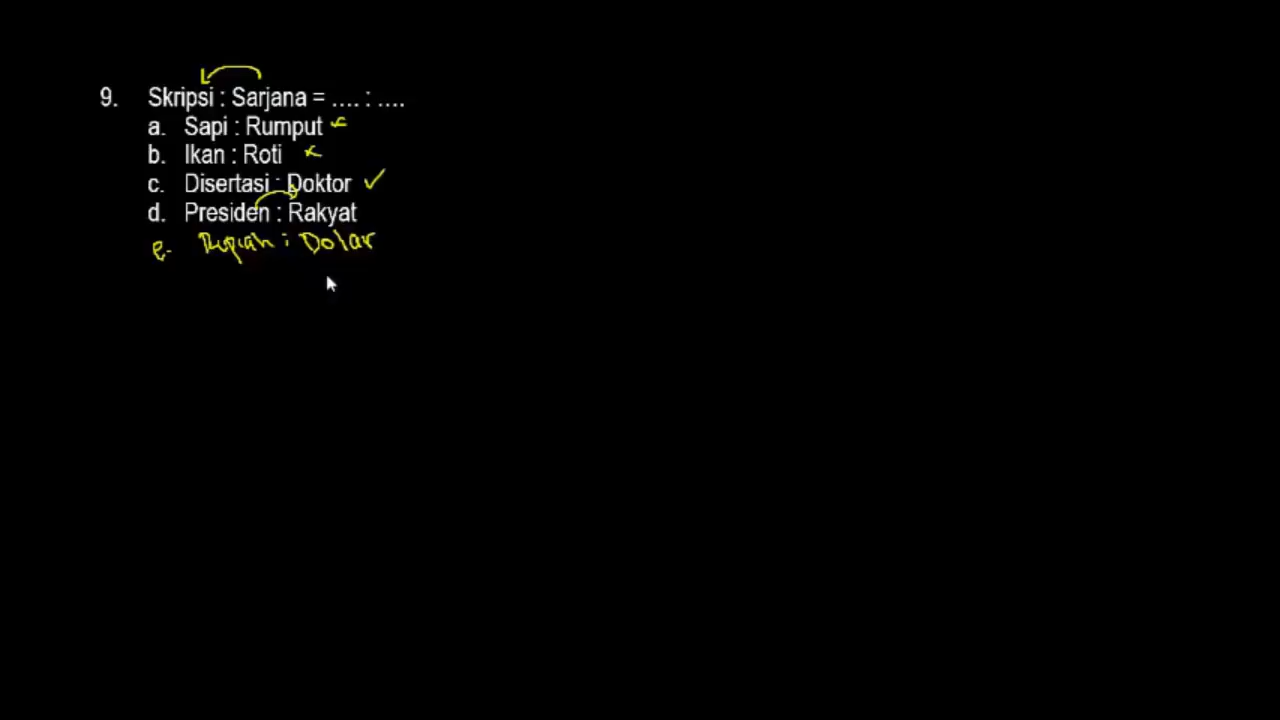 9. Skripsi : Sarjana = .... : ....
a. Sapi : Rumput
b. Ikan : Roti
c. Disertasi : Doktor
d. Presiden : Rakyat
e. Rupiah : Dolar